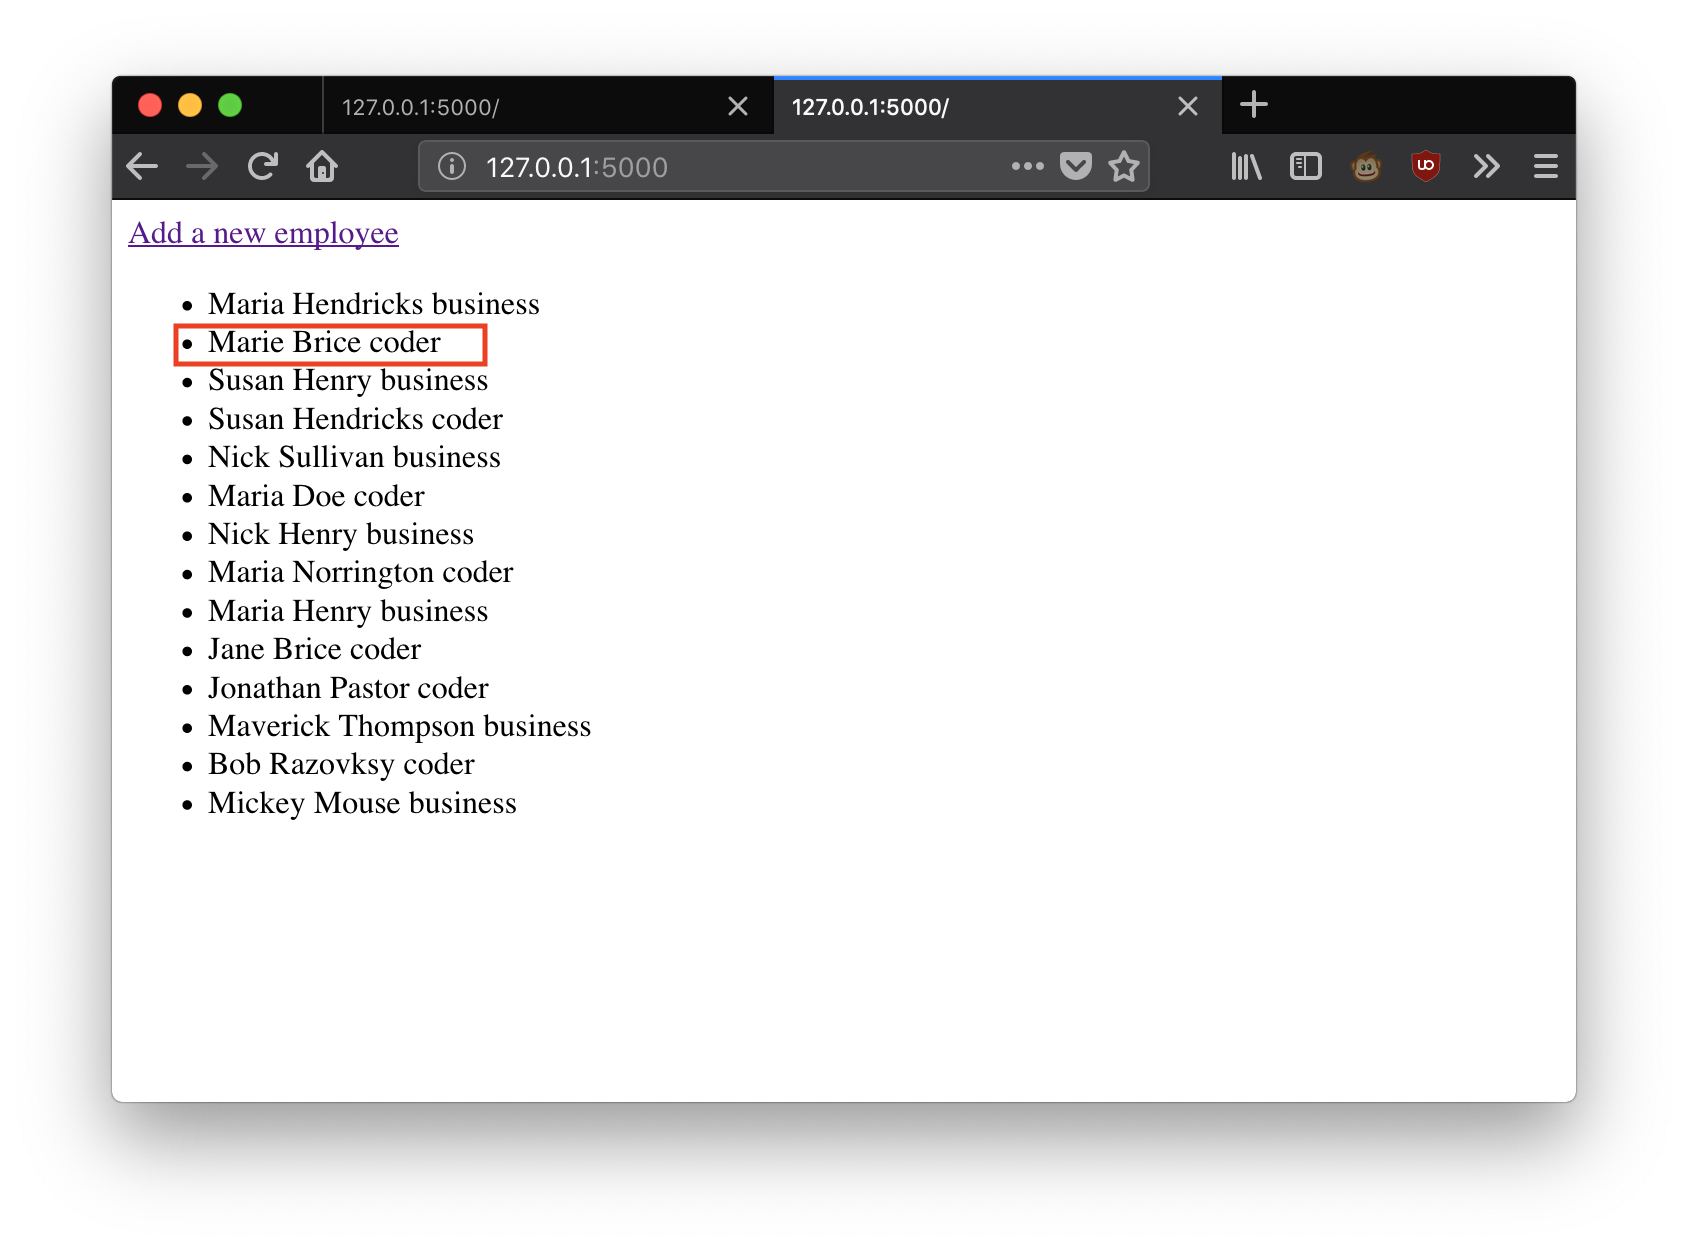 127.0.0.1:5000/
127.0.0.1:5000/
127.0.0.1:5000
Add a new employee
Maria Hendricks business
Marie Brice coder
Susan Henry business
Susan Hendricks coder
Nick Sullivan business
Maria Doe coder
Nick Henry business
Maria Norrington coder
Maria Henry business
Jane Brice coder
Jonathan Pastor coder
Maverick Thompson business
Bob Razovksy coder
Mickey Mouse business